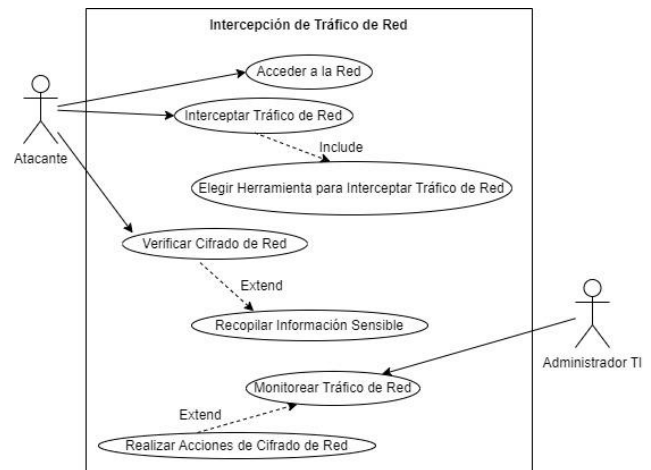 Intercepción de Tráfico de Red
Acceder a la Red
Interceptar Tráfico de Red
Atacante
Include
Elegir Herramienta para Interceptar Tráfico de Red
Verificar Cifrado de Red
Extend
Recopilar Información Sensible
Administrador TI
Monitorear Tráfico de Red
Extend
Realizar Acciones de Cifrado de Red